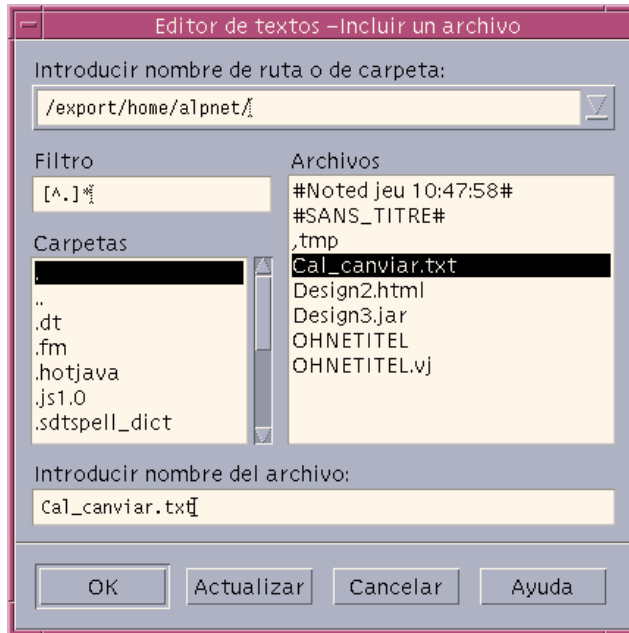 Editor de textos –Incluir un archivo
Introducir nombre de ruta o de carpeta:
/export/home/alpnet/
Filtro
[^.]*
Carpetas
.
..
.dt
.fm
.hotjava
.js1.0
.sdtspell_dict
Archivos
#Noted jeu 10:47:58#
#SANS_TITRE#
,tmp
Cal_canviar.txt
Design2.html
Design3.jar
OHNETITEL
OHNETITEL.vj
Introducir nombre del archivo:
Cal_canviar.txt
OK
Actualizar
Cancelar
Ayuda